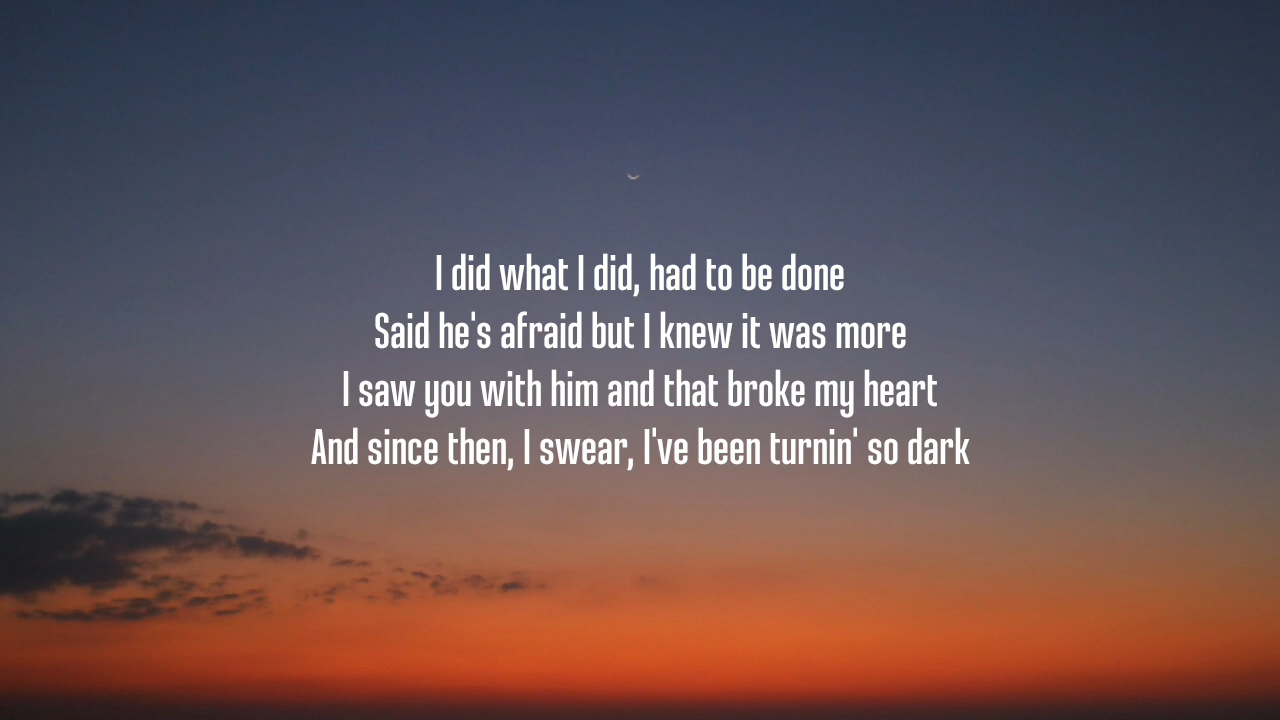 I did what I did, had to be done
Said he's afraid but I knew it was more
I saw you with him and that broke my heart
And since then, I swear, I've been turnin' so dark